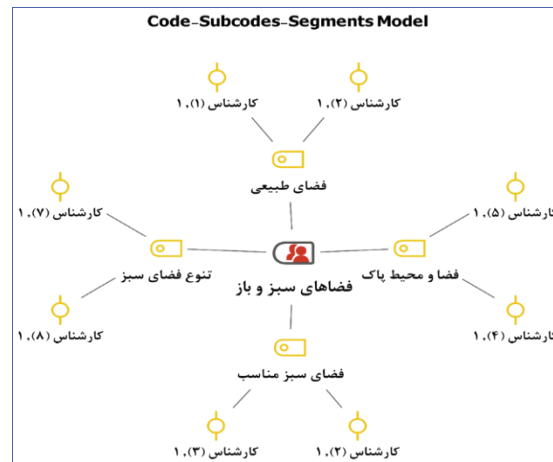 Code-Subcodes-Segments Model
کارشناس (۲), ۱
کارشناس (۱), ۱
فضای طبیعی
کارشناس (۵), ۱
کارشناس (۷), ۱
فضا و محیط پاک
تنوع فضای سبز
فضاهای سبز و باز
کارشناس (۴), ۱
کارشناس (۸), ۱
فضای سبز مناسب
کارشناس (۲), ۱
کارشناس (۳), ۱